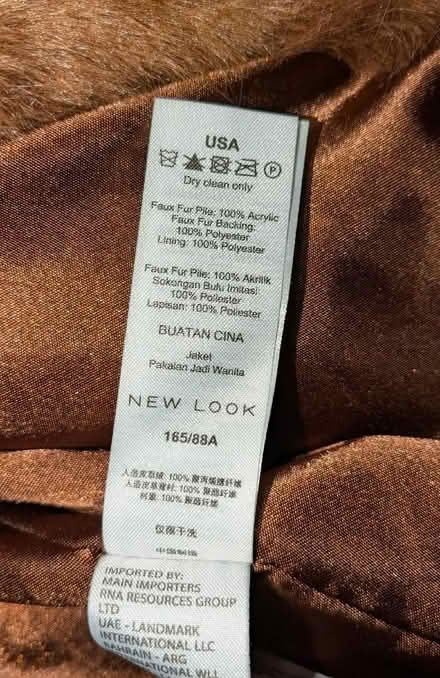 USA
P
Dry clean only
Faux Fur Pile: 100% Acrylic
Faux Fur Backing:
100% Polyester
Lining: 100% Polyester
Faux Fur Pile: 100% Akrilik
Sokongan Bulu Imitasi:
100% Poliester
Lapisan: 100% Poliester
BUATAN CINA
Jaket
Pakaian Jadi Wanita
NEW LOOK
165/88A
人造皮草绒: 100% 聚丙烯腈纤维
人造皮草背衬: 100% 聚酯纤维
衬里: 100% 聚酯纤维
仅限干洗
IMPORTED BY:
MAIN IMPORTERS
RNA RESOURCES GROUP
LTD
UAE - LANDMARK
INTERNATIONAL LLC
BAHRAIN - ARG
INTERNATIONAL WLL